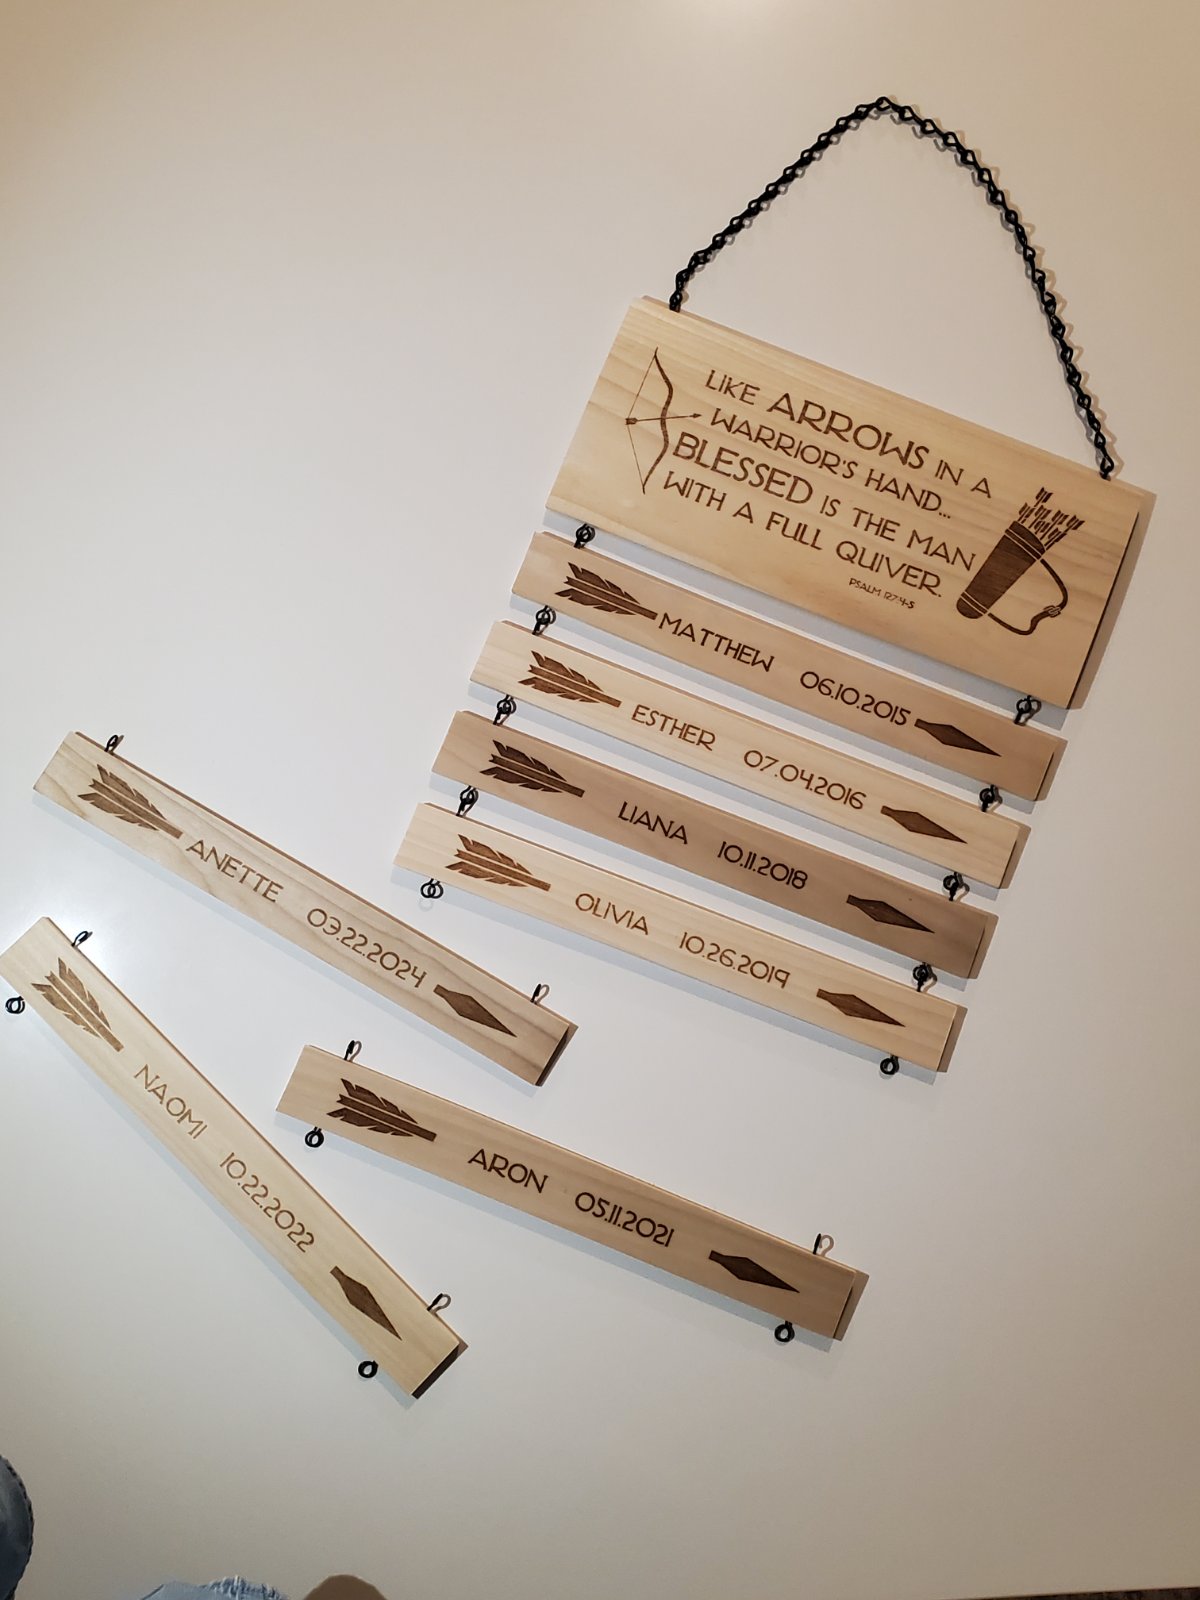 LIKE ARROWS IN A
WARRIOR'S HAND...
BLESSED IS THE MAN
WITH A FULL QUIVER.
PSALM 127:4-5
MATTHEW 06.10.2015
ESTHER 07.04.2016
LIANA 10.11.2018
OLIVIA 10.26.2019
ANETTE 03.22.2024
NAOMI 10.22.2022
ARON 05.11.2021